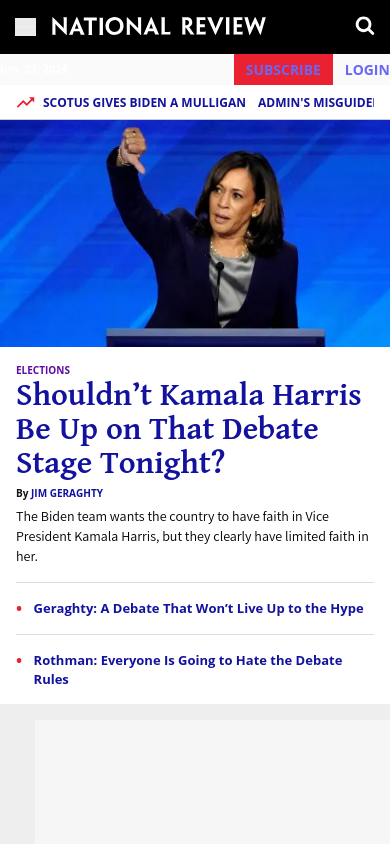 NATIONAL REVIEW
SUBSCRIBE LOGIN
SCOTUS GIVES BIDEN A MULLIGAN ADMIN'S
ELECTIONS
Shouldn’t Kamala Harris
Be Up on That Debate
Stage Tonight?
By JIM GERAGHTY
The Biden team wants the country to have faith in Vice
President Kamala Harris, but they clearly have limited faith in
her.
• Geraghty: A Debate That Won’t Live Up to the Hype
• Rothman: Everyone Is Going to Hate the Debate
Rules